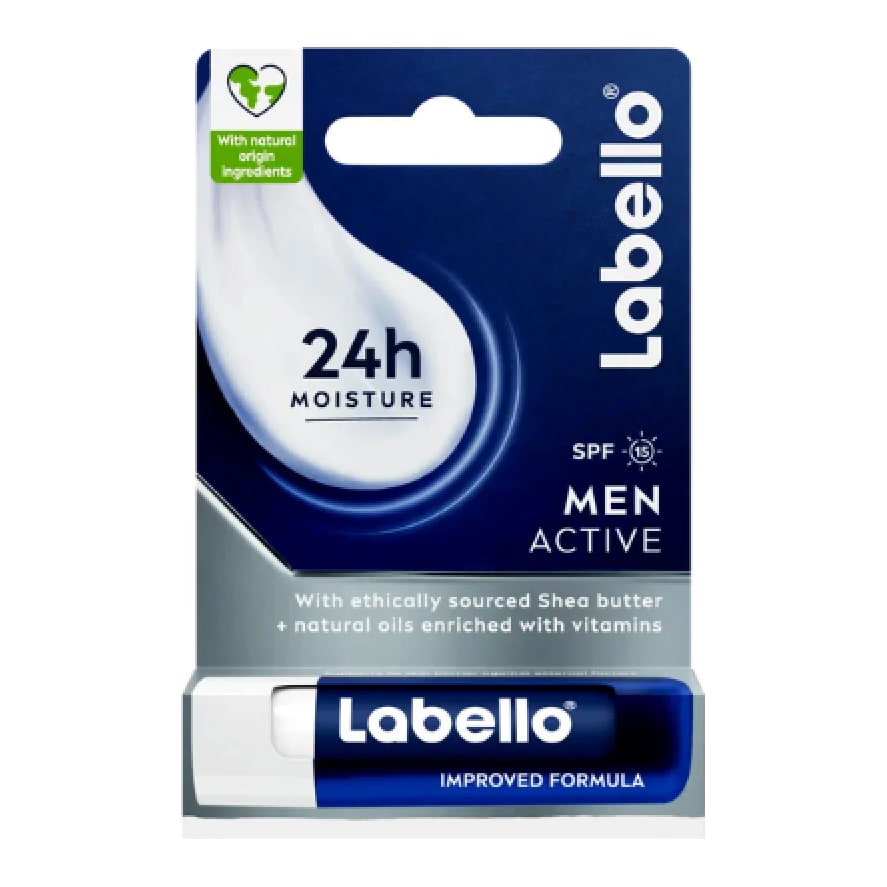 With natural
origin
ingredients
Labello®
24h
MOISTURE
SPF 15
MEN
ACTIVE
With ethically sourced Shea butter
+ natural oils enriched with vitamins
Labello®
IMPROVED FORMULA